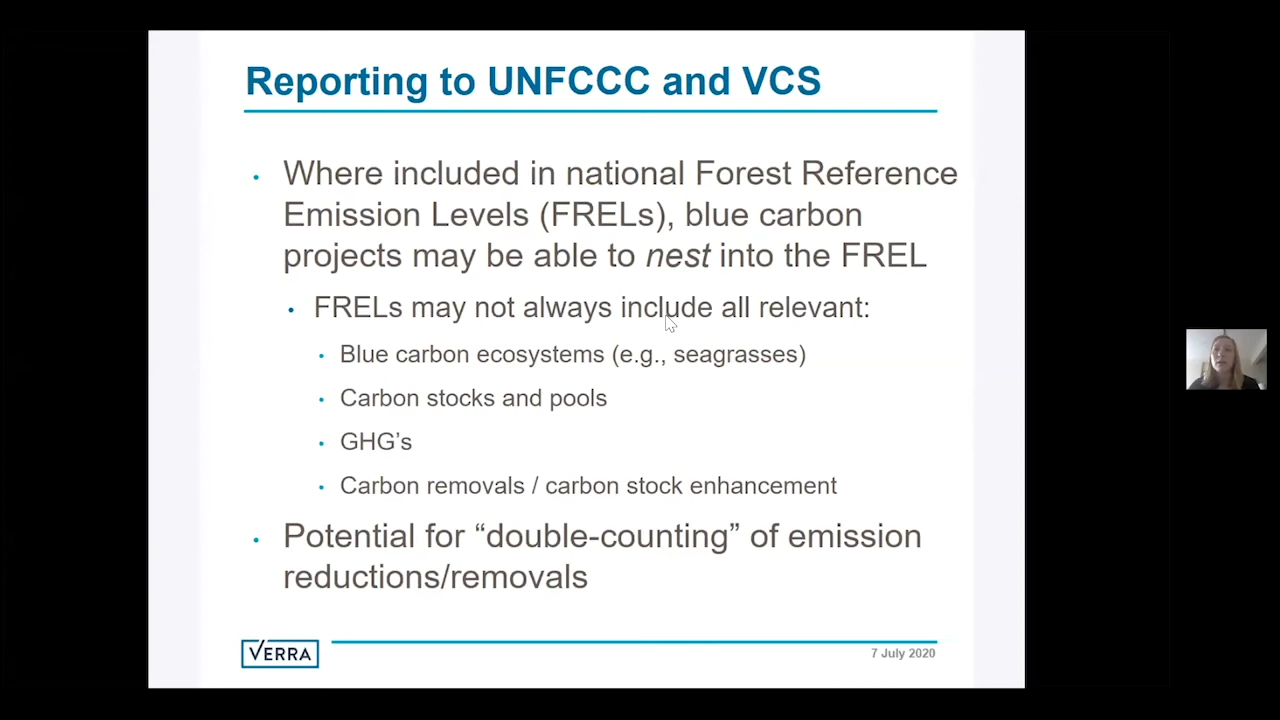 Reporting to UNFCCC and VCS
Where included in national Forest Reference
Emission Levels (FRELs), blue carbon
projects may be able to nest into the FREL
FRELs may not always include all relevant:
Blue carbon ecosystems (e.g., seagrasses)
Carbon stocks and pools
GHG's
Carbon removals / carbon stock enhancement
Potential for “double-counting” of emission
reductions/removals
VERRA
7 July 2020